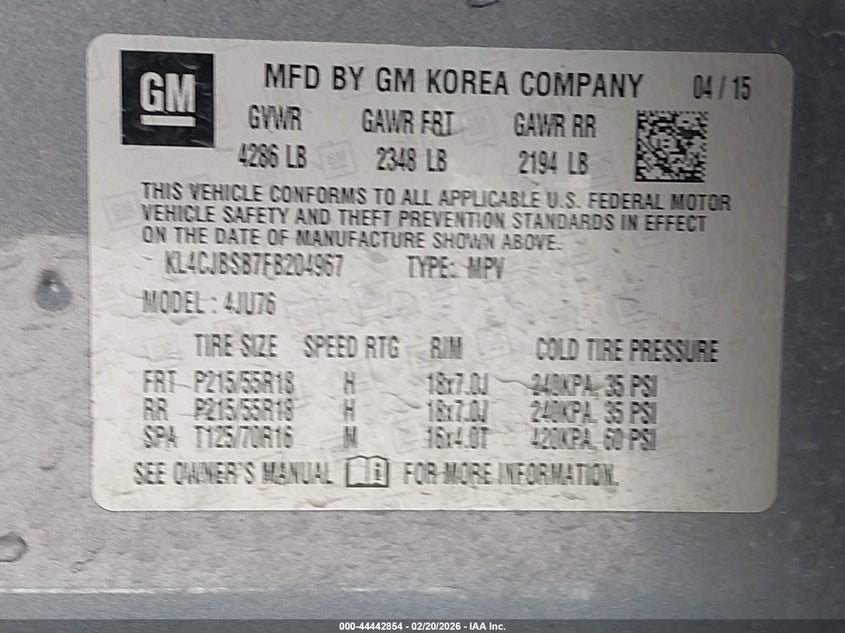 GM
MFD BY GM KOREA COMPANY 04 / 15
GVWR GAWR FRT GAWR RR
4286 LB 2348 LB 2194 LB
THIS VEHICLE CONFORMS TO ALL APPLICABLE U.S. FEDERAL MOTOR
VEHICLE SAFETY AND THEFT PREVENTION STANDARDS IN EFFECT
ON THE DATE OF MANUFACTURE SHOWN ABOVE.
KL4CJBSB7FB204967 TYPE: MPV
MODEL : 4JU76
TIRE SIZE SPEED RTG RIM COLD TIRE PRESSURE
FRT P215/55R18 H 18x7.0J 240KPA, 35 PSI
RR P215/55R18 H 18x7.0J 240KPA, 35 PSI
SPA T125/70R16 M 16x4.0T 420KPA, 60 PSI
SEE OWNER'S MANUAL FOR MORE INFORMATION.
000-44442854 - 02/20/2026 - IAA Inc.